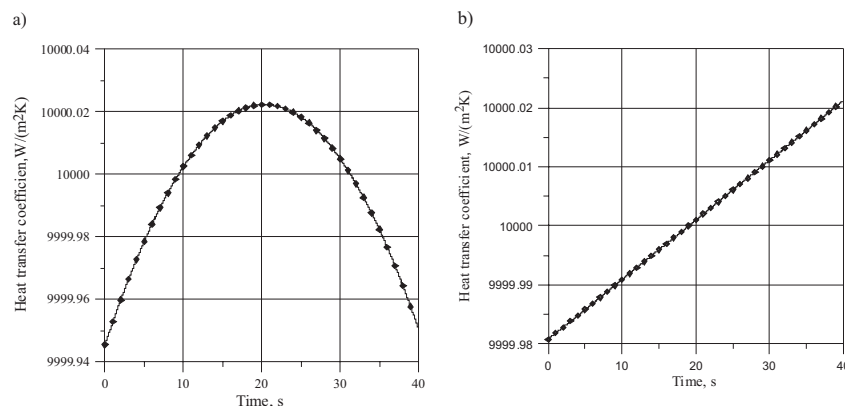 a)
10000.04
10000.02
10000
9999.98
9999.96
9999.94
Heat transfer coefficien,W/(m2K)
0 10 20 30 40
Time, s
b)
10000.03
10000.02
10000.01
10000
9999.99
9999.98
Heat transfer coefficient, W/(m2K)
0 10 20 30 40
Time, s